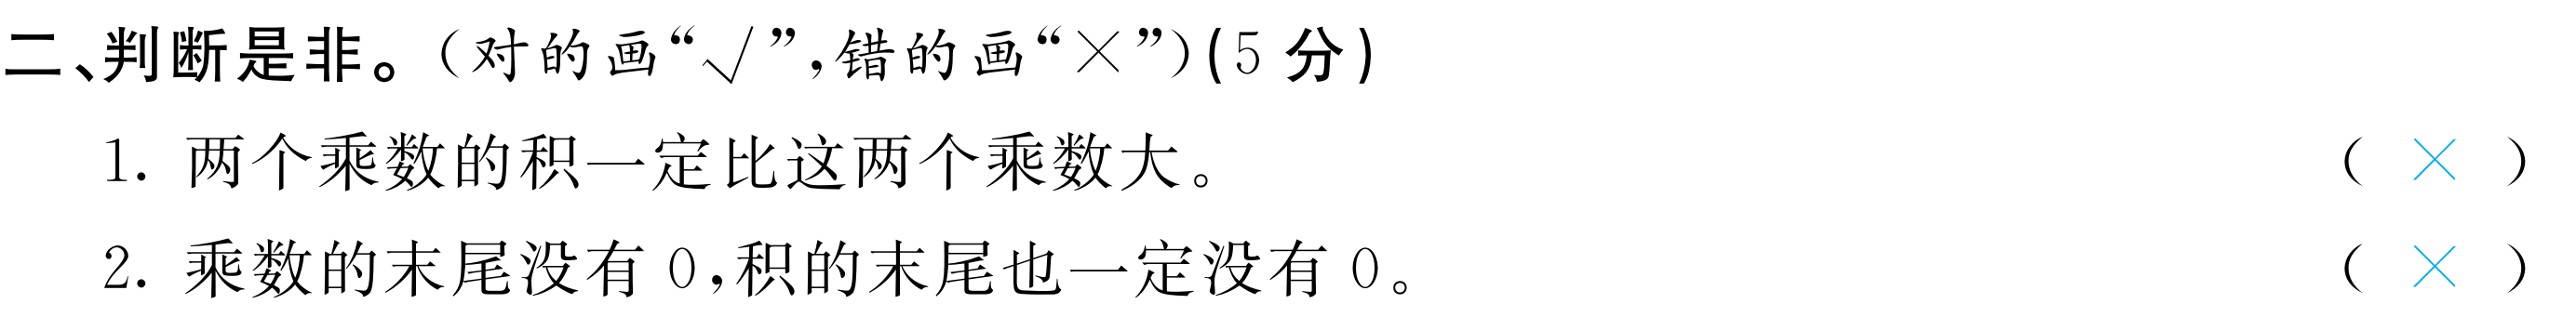 二、判断是非。(对的画“√”,错的画“×”)(5 分)
1. 两个乘数的积一定比这两个乘数大。 ( × )
2. 乘数的末尾没有 0,积的末尾也一定没有 0。 ( × )